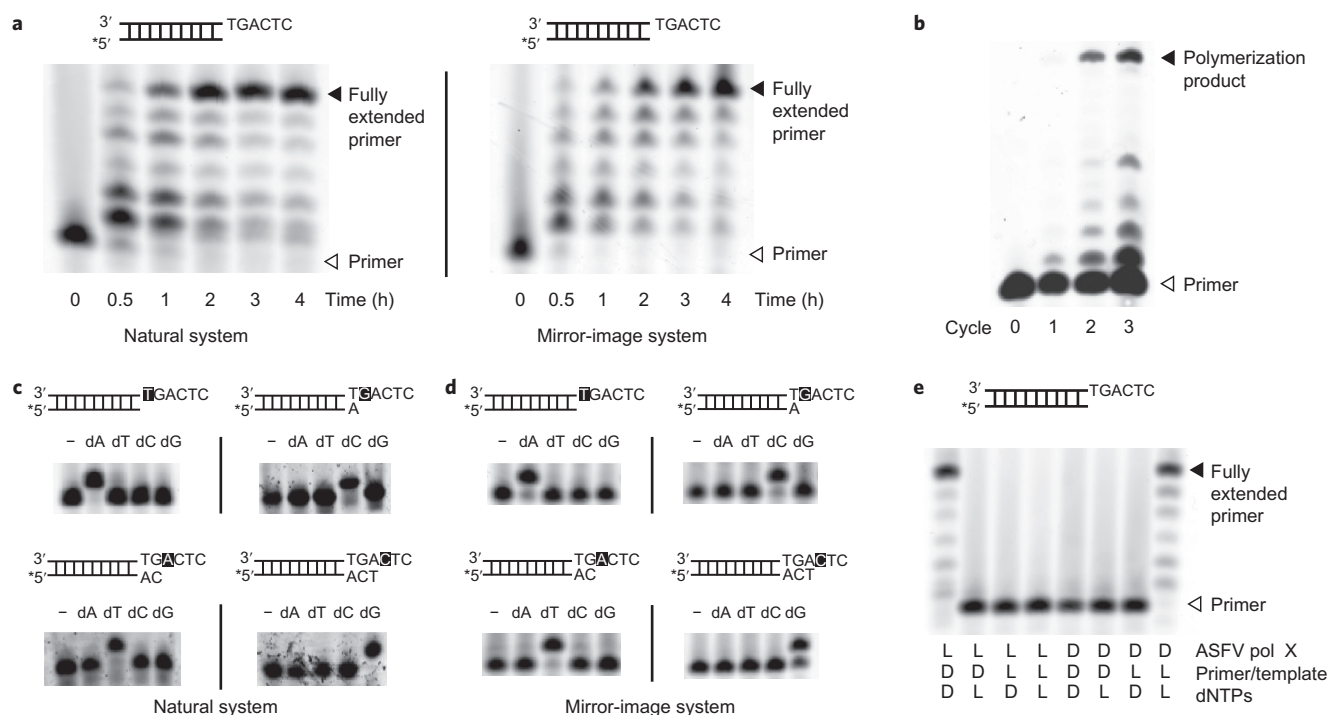 a
3′ TGACTC
*5′
Fully
extended
primer
Primer
0 0.5 1 2 3 4 Time (h)
Natural system
3′ TGACTC
*5′
Fully
extended
primer
Primer
0 0.5 1 2 3 4 Time (h)
Mirror-image system
b
Polymerization
product
Primer
Cycle 0 1 2 3
c
3′ TGACTC
*5′
– dA dT dC dG
3′ TGACTC
*5′ A
– dA dT dC dG
3′ TGACTC
*5′ AC
– dA dT dC dG
3′ TGACTC
*5′ ACT
– dA dT dC dG
Natural system
d
3′ TGACTC
*5′
– dA dT dC dG
3′ TGACTC
*5′ A
– dA dT dC dG
3′ TGACTC
*5′ AC
– dA dT dC dG
3′ TGACTC
*5′ ACT
– dA dT dC dG
Mirror-image system
e
3′ TGACTC
*5′
Fully
extended
primer
Primer
L L L L D D D D ASFV pol X
D D L L D D L L Primer/template
D L D L D L D L dNTPs